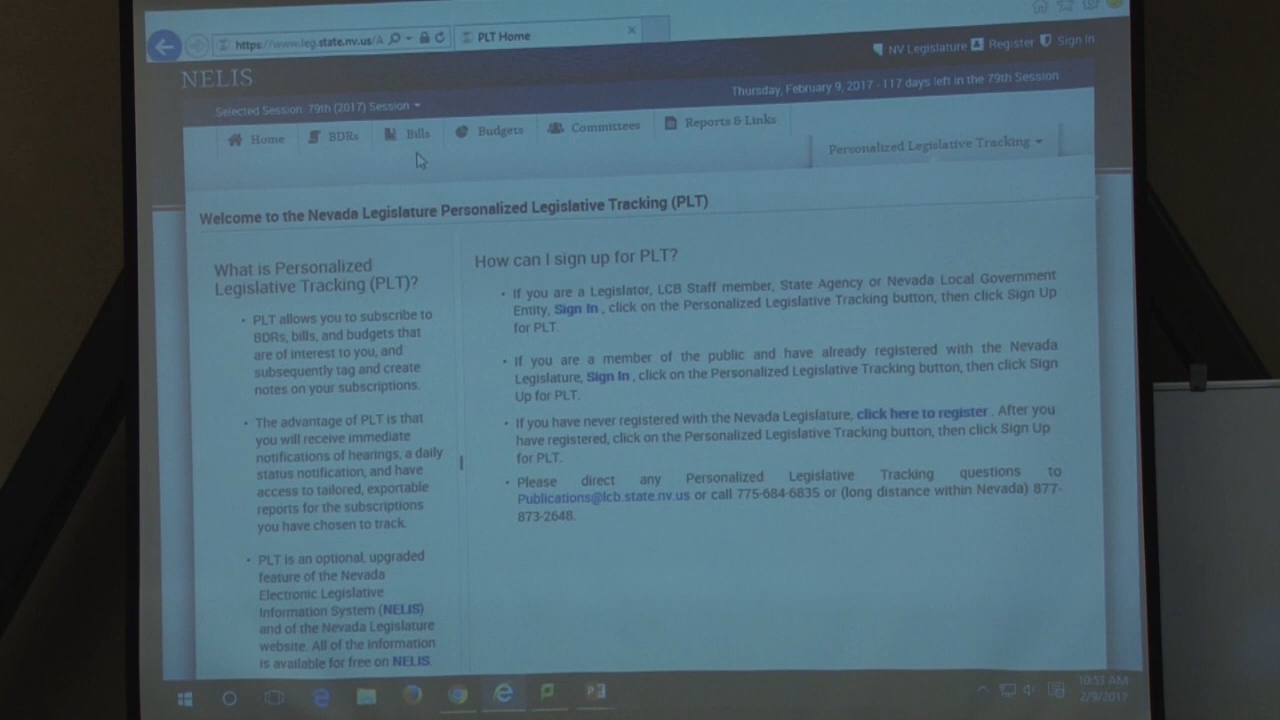 https://www.leg.state.nv.us/A
PLT Home
NV Legislature Register Sign In
NELIS
Thursday, February 9, 2017 - 117 days left in the 79th Session
Selected Session: 79th (2017) Session
Home BDRs Bills Budgets Committees Reports & Links
Personalized Legislative Tracking
Welcome to the Nevada Legislature Personalized Legislative Tracking (PLT)
What is Personalized
Legislative Tracking (PLT)?
• PLT allows you to subscribe to
BDRs, bills, and budgets that
are of interest to you, and
subsequently tag and create
notes on your subscriptions.
• The advantage of PLT is that
you will receive immediate
notifications of hearings, a daily
status notification, and have
access to tailored, exportable
reports for the subscriptions
you have chosen to track.
• PLT is an optional, upgraded
feature of the Nevada
Electronic Legislative
Information System (NELIS)
and of the Nevada Legislature
website. All of the information
is available for free on NELIS.
How can I sign up for PLT?
• If you are a Legislator, LCB Staff member, State Agency or Nevada Local Government
Entity, Sign In , click on the Personalized Legislative Tracking button, then click Sign Up
for PLT.
• If you are a member of the public and have already registered with the Nevada
Legislature, Sign In , click on the Personalized Legislative Tracking button, then click Sign
Up for PLT.
• If you have never registered with the Nevada Legislature, click here to register . After you
have registered, click on the Personalized Legislative Tracking button, then click Sign Up
for PLT.
• Please direct any Personalized Legislative Tracking questions to
Publications@lcb.state.nv.us or call 775-684-6835 or (long distance within Nevada) 877-
873-2648.
10:53 AM
2/9/2017